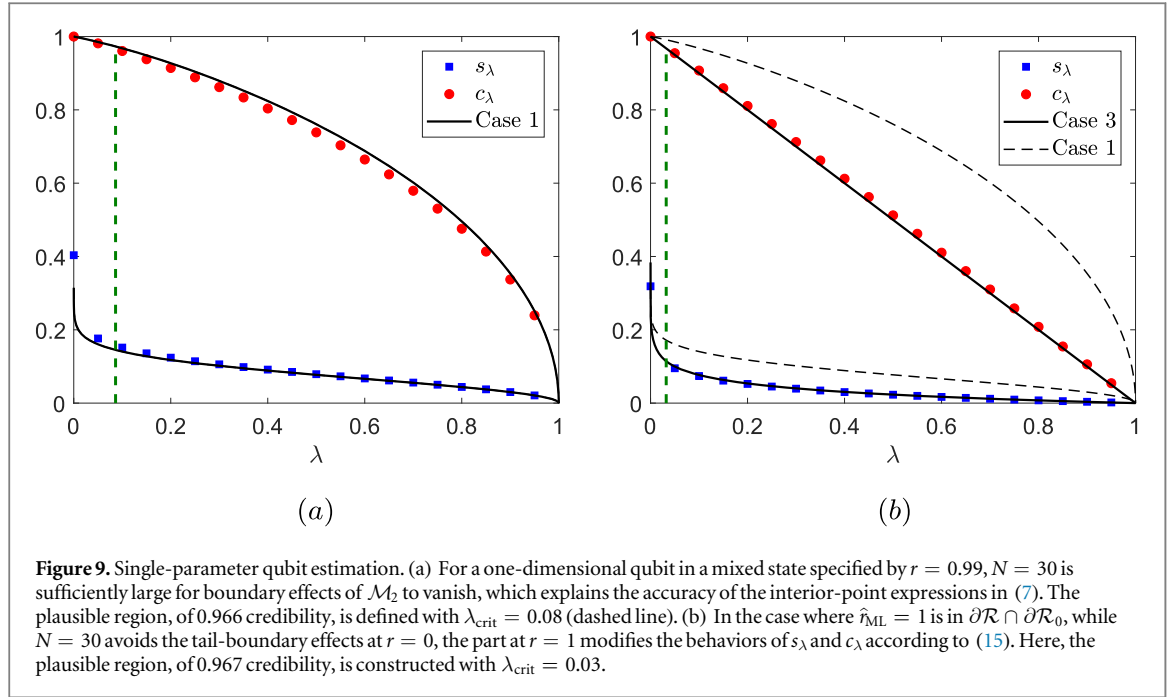 1
0.8
0.6
0.4
0.2
0
0 0.2 0.4 0.6 0.8 1
λ
sλ
cλ
Case 1
(a)
1
0.8
0.6
0.4
0.2
0
0 0.2 0.4 0.6 0.8 1
λ
sλ
cλ
Case 3
Case 1
(b)
Figure 9. Single-parameter qubit estimation. (a) For a one-dimensional qubit in a mixed state specified by r = 0.99, N = 30 is
sufficiently large for boundary effects of ℳ₂ to vanish, which explains the accuracy of the interior-point expressions in (7). The
plausible region, of 0.966 credibility, is defined with λcrit = 0.08 (dashed line). (b) In the case where r̂ML = 1 is in ∂ℛ ∩ ∂ℛ₀, while
N = 30 avoids the tail-boundary effects at r = 0, the part at r = 1 modifies the behaviors of sλ and cλ according to (15). Here, the
plausible region, of 0.967 credibility, is constructed with λcrit = 0.03.